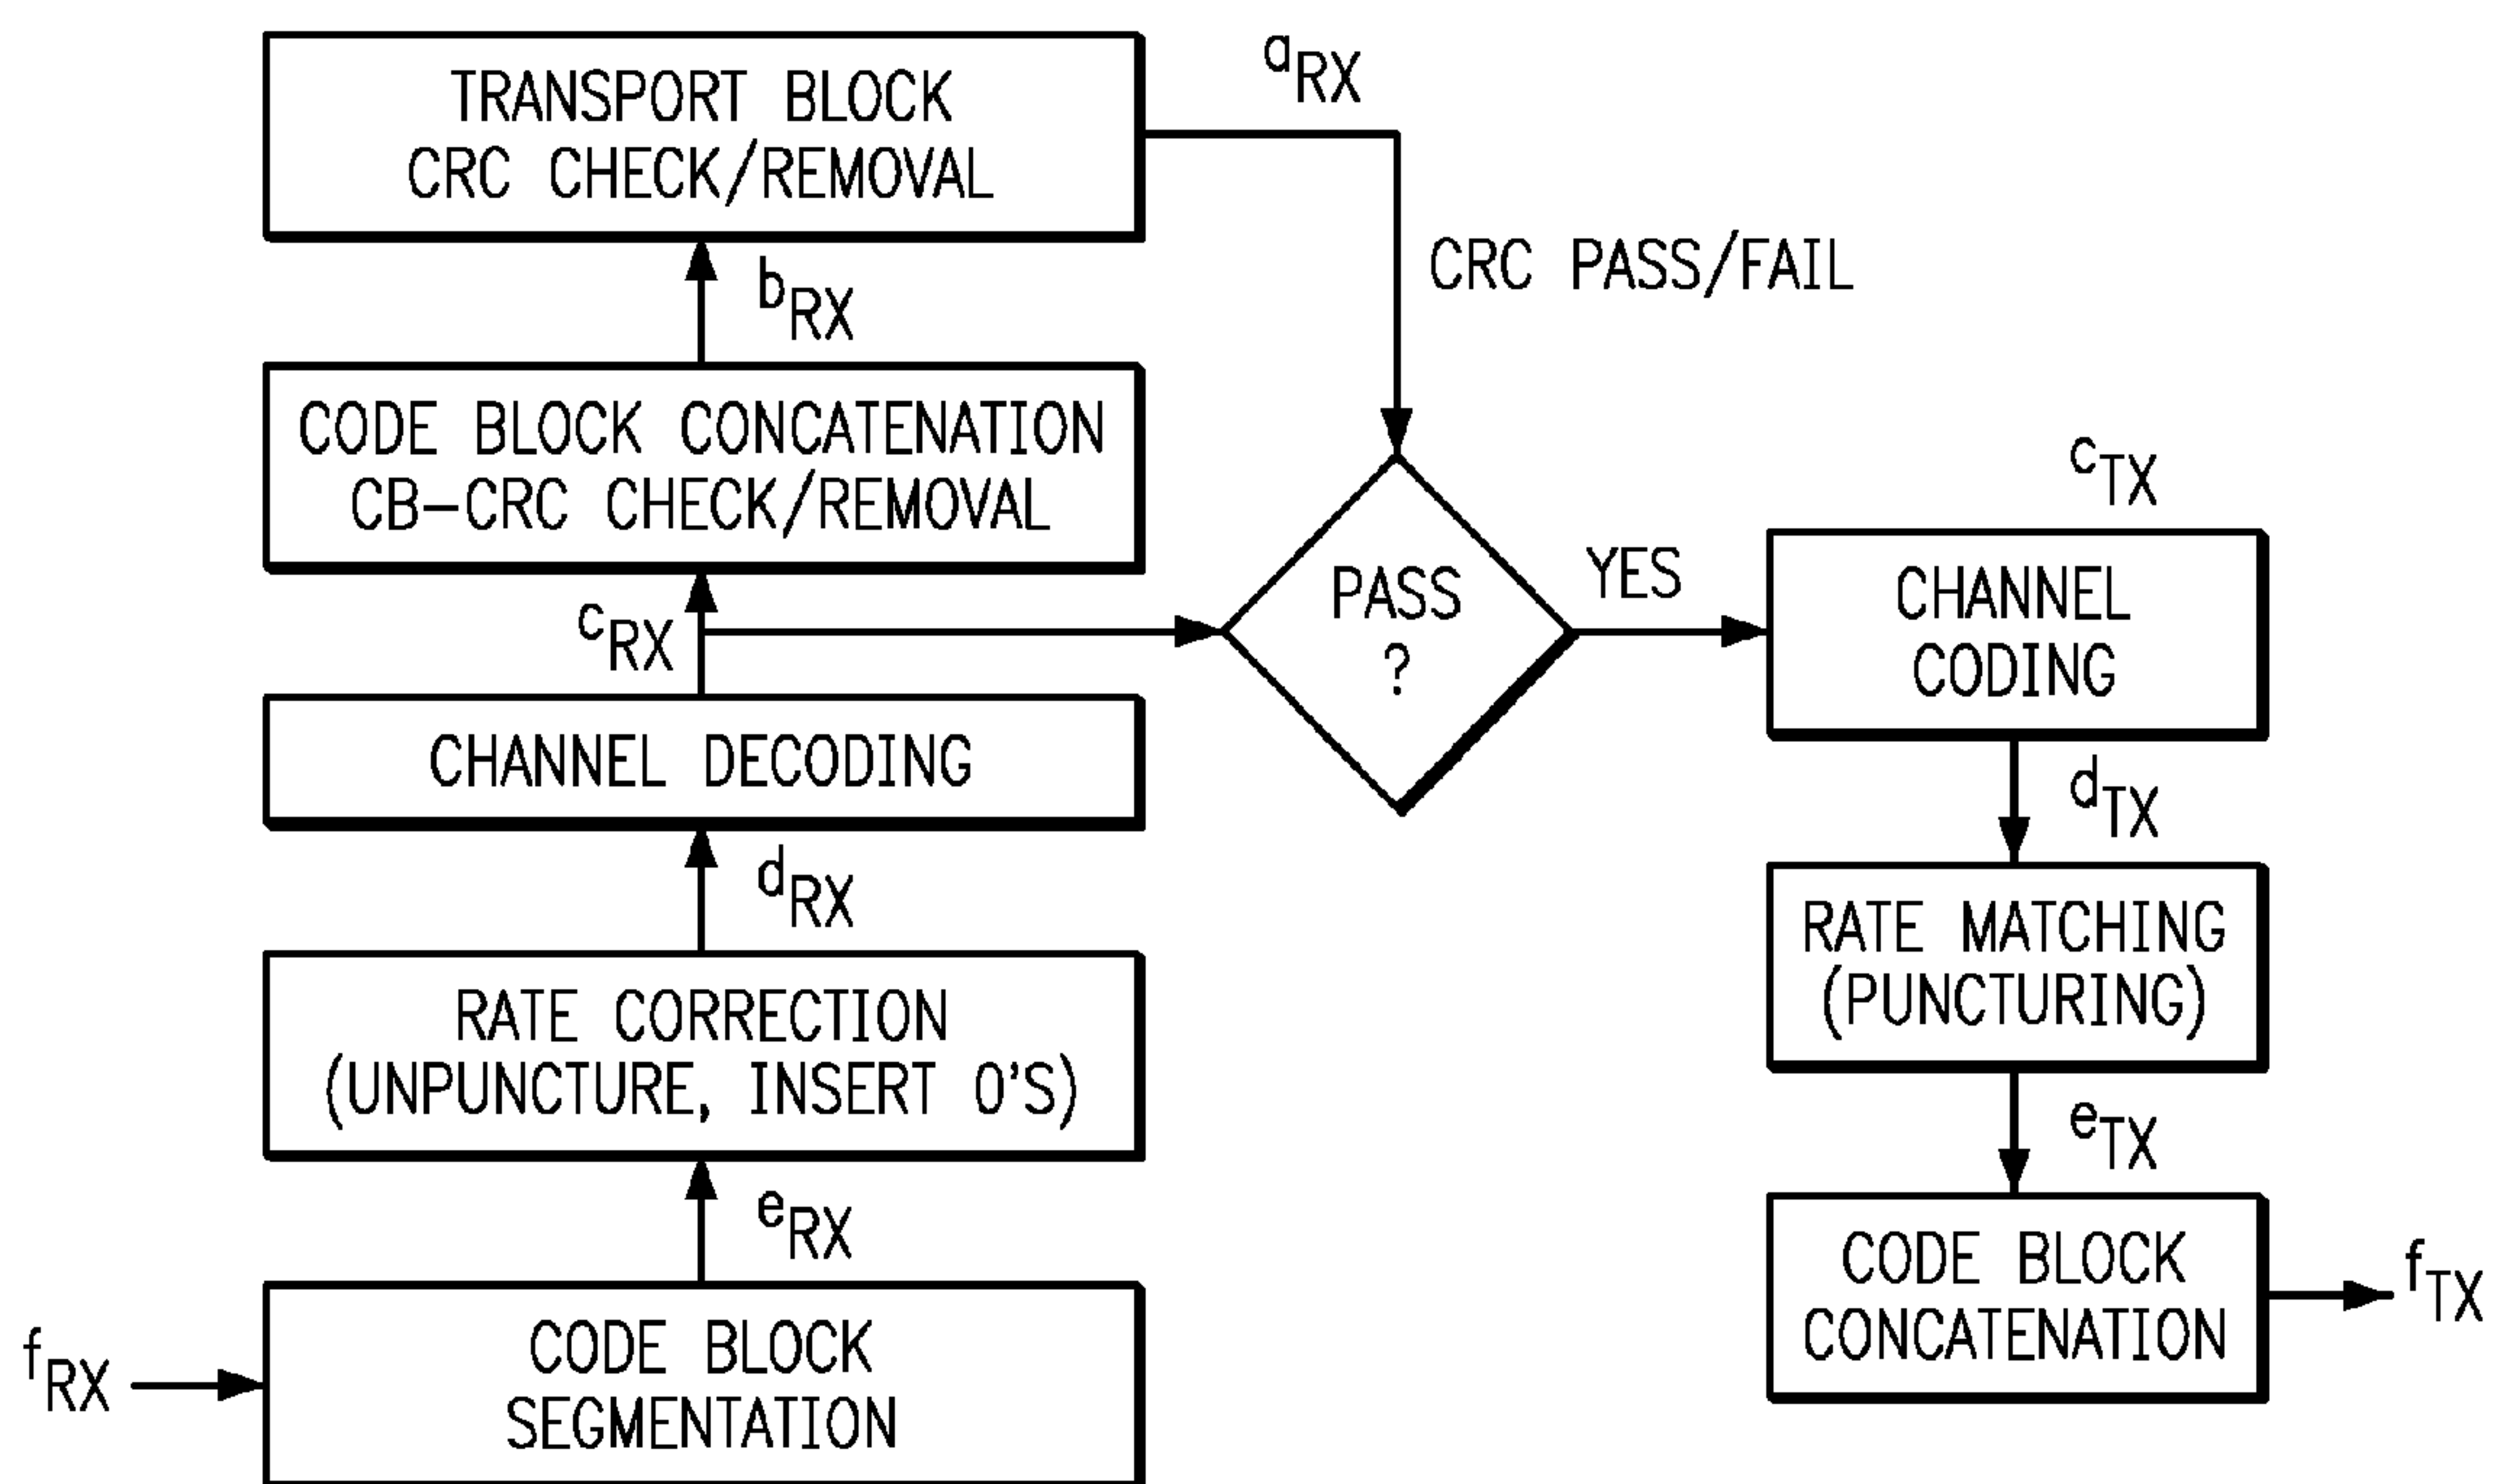 TRANSPORT BLOCK
CRC CHECK/REMOVAL
aRX
CRC PASS/FAIL
bRX
CODE BLOCK CONCATENATION
CB-CRC CHECK/REMOVAL
cRX
PASS
?
YES
cTX
CHANNEL
CODING
CHANNEL DECODING
dTX
dRX
RATE MATCHING
(PUNCTURING)
RATE CORRECTION
(UNPUNCTURE, INSERT 0'S)
eTX
eRX
CODE BLOCK
CONCATENATION
fTX
fRX
CODE BLOCK
SEGMENTATION